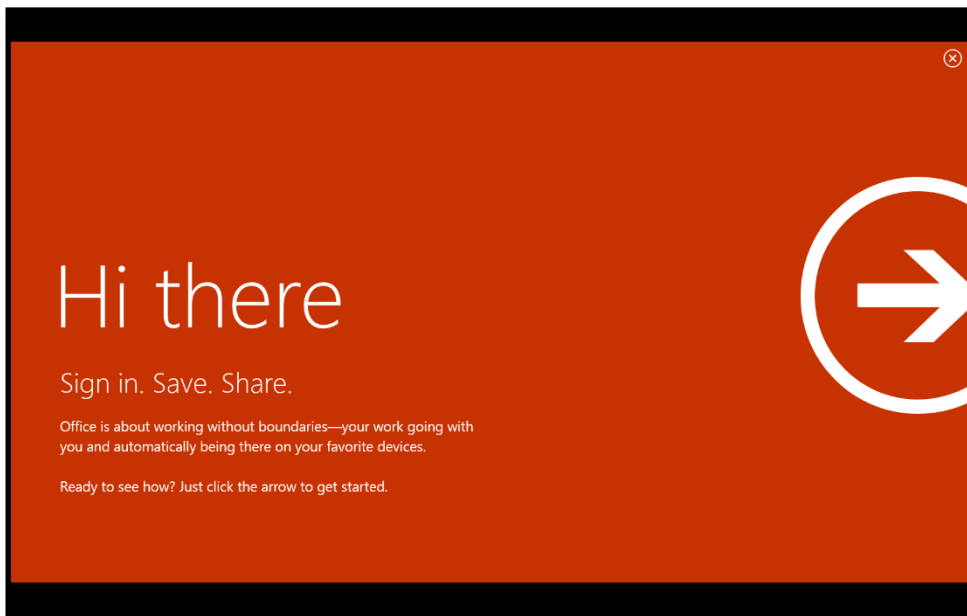 Hi there
Sign in. Save. Share.
Office is about working without boundaries—your work going with
you and automatically being there on your favorite devices.
Ready to see how? Just click the arrow to get started.